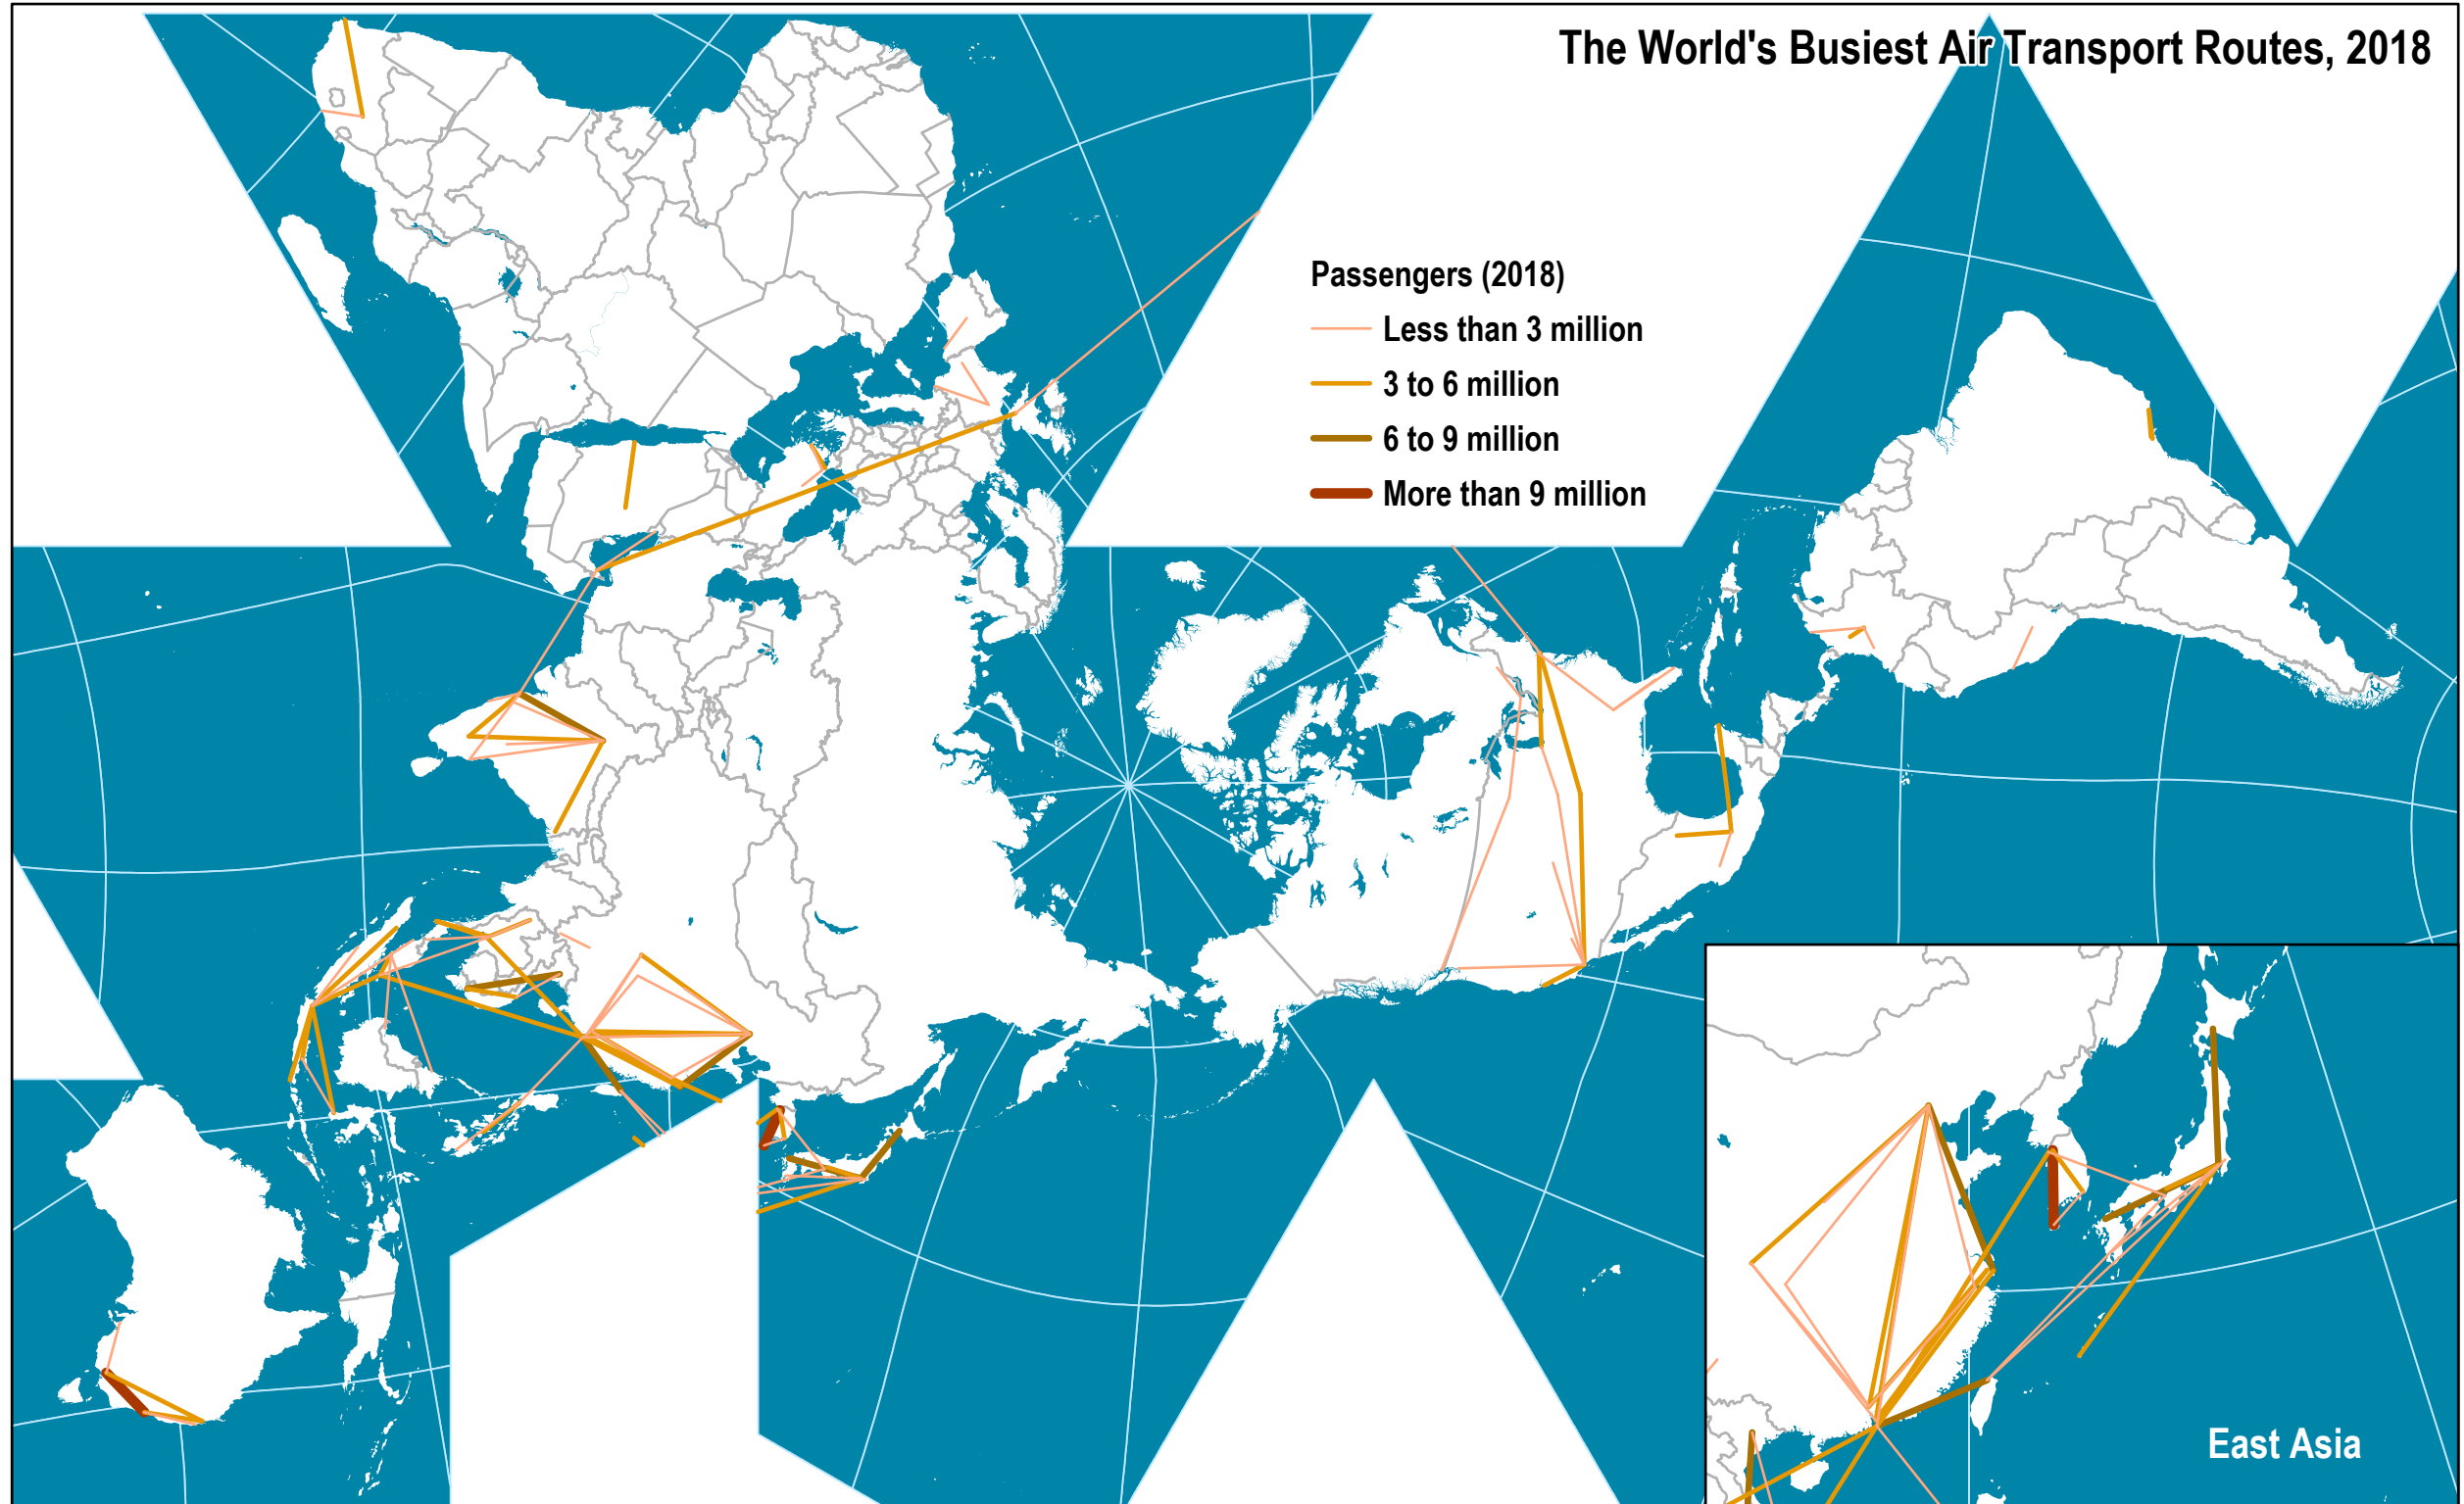 The World's Busiest Air Transport Routes, 2018
Passengers (2018)
Less than 3 million
3 to 6 million
6 to 9 million
More than 9 million
East Asia